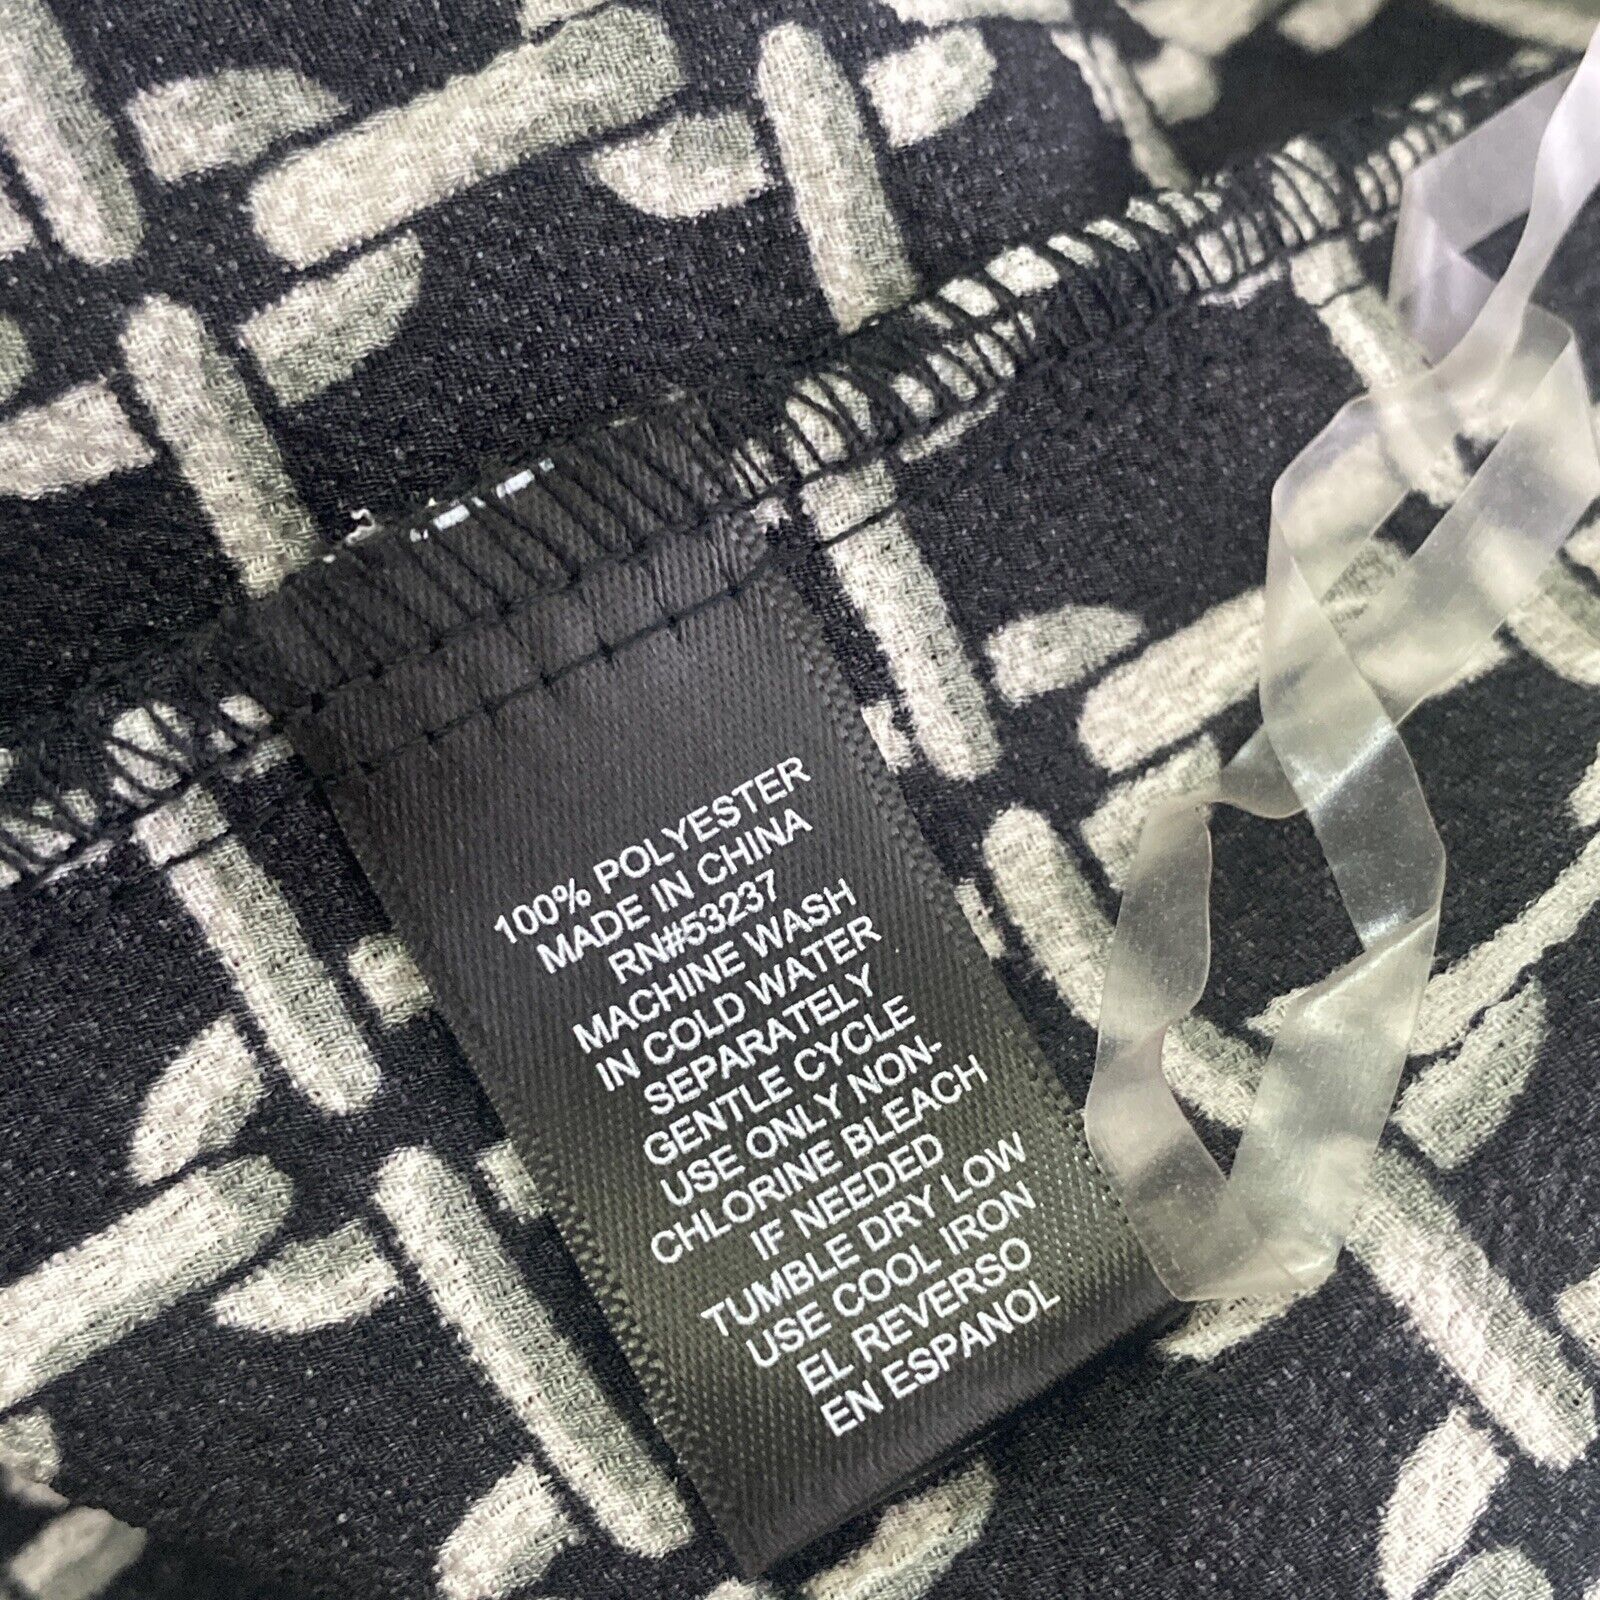 100% POLYESTER
MADE IN CHINA
RN#53237
MACHINE WASH
IN COLD WATER
SEPARATELY
GENTLE CYCLE
USE ONLY NON-
CHLORINE BLEACH
IF NEEDED
TUMBLE DRY LOW
USE COOL IRON
EL REVERSO
EN ESPANOL